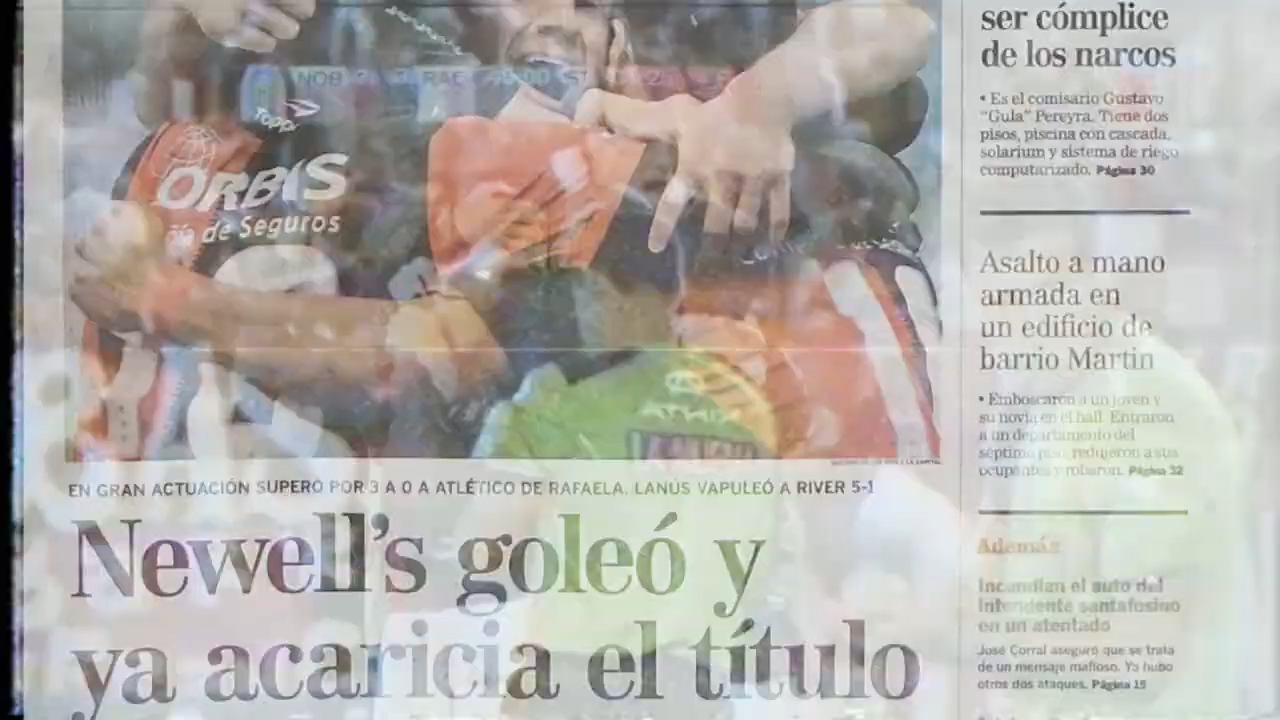 ser cómplice
de los narcos
• Es el comisario Gustavo
"Gula" Pereyra. Tiene dos
pisos, piscina con cascada,
solarium y sistema de riego
computarizado. Página 30
Topper
ORBIS
de Seguros
Asalto a mano
armada en
un edificio de
barrio Martin
• Emboscaron a un joven y
su novia en el hall. Entraron
a un departamento del
séptimo piso, redujeron a sus
ocupantes y robaron. Página 32
EN GRAN ACTUACIÓN SUPERÓ POR 3 A 0 A ATLÉTICO DE RAFAELA. LANÚS VAPULEÓ A RIVER 5-1
Newell's goleó y
ya acaricia el título
Además
Incendian el auto del
intendente santafesino
en un atentado
José Corral aseguró que se trata
de un mensaje mafioso. Ya hubo
otros dos ataques. Página 15